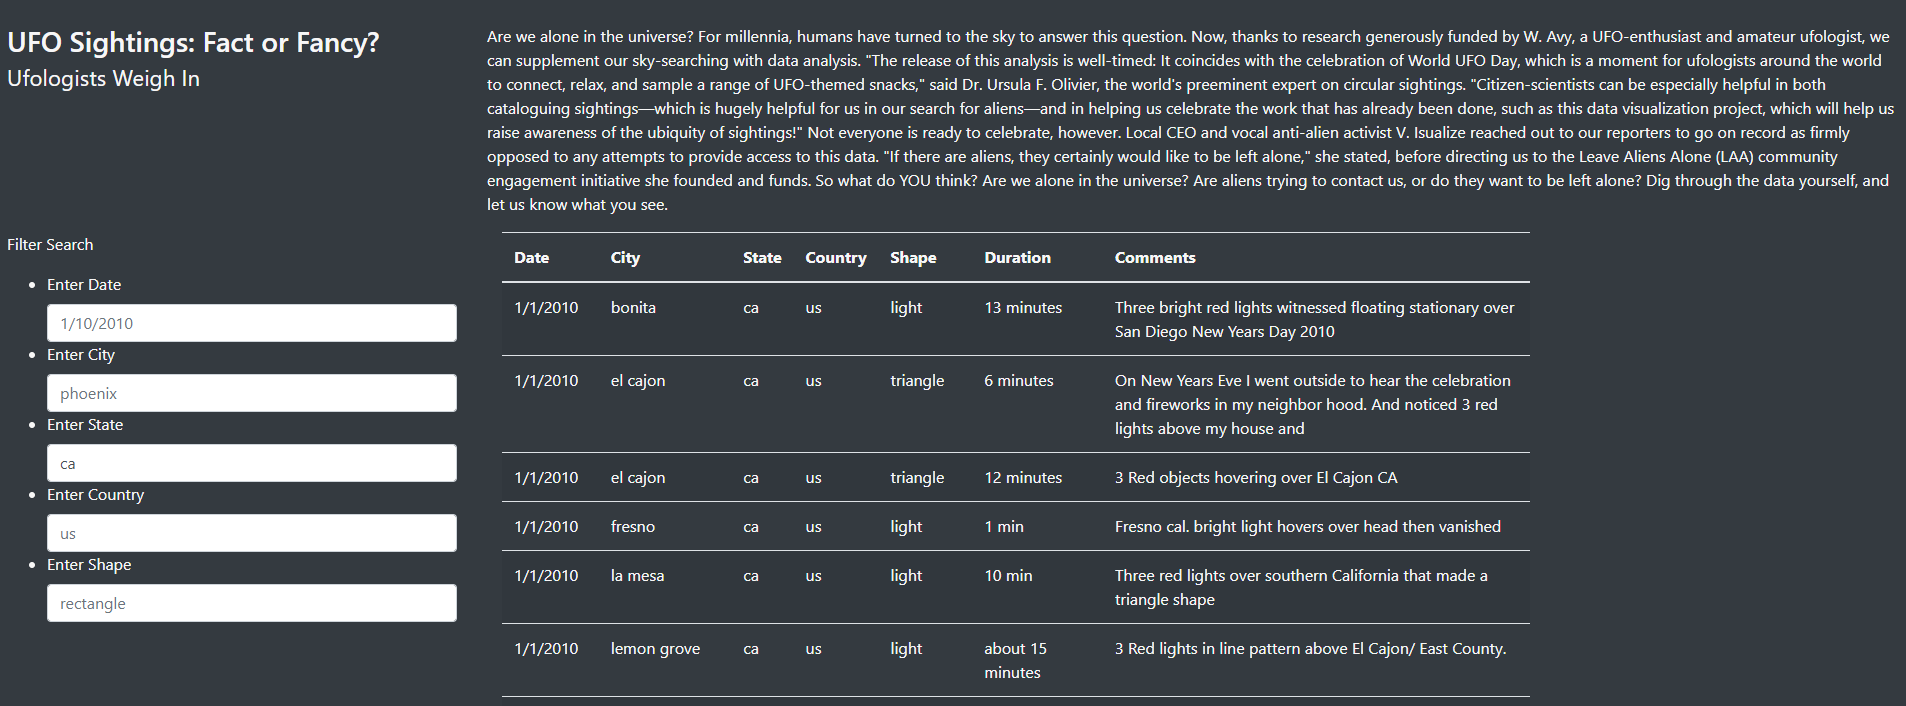 UFO Sightings: Fact or Fancy?
Ufologists Weigh In
Are we alone in the universe? For millennia, humans have turned to the sky to answer this question. Now, thanks to research generously funded by W. Avy, a UFO-enthusiast and amateur ufologist, we
can supplement our sky-searching with data analysis. "The release of this analysis is well-timed: It coincides with the celebration of World UFO Day, which is a moment for ufologists around the world
to connect, relax, and sample a range of UFO-themed snacks," said Dr. Ursula F. Olivier, the world's preeminent expert on circular sightings. "Citizen-scientists can be especially helpful in both
cataloguing sightings—which is hugely helpful for us in our search for aliens—and in helping us celebrate the work that has already been done, such as this data visualization project, which will help us
raise awareness of the ubiquity of sightings!" Not everyone is ready to celebrate, however. Local CEO and vocal anti-alien activist V. Isualize reached out to our reporters to go on record as firmly
opposed to any attempts to provide access to this data. "If there are aliens, they certainly would like to be left alone," she stated, before directing us to the Leave Aliens Alone (LAA) community
engagement initiative she founded and funds. So what do YOU think? Are we alone in the universe? Are aliens trying to contact us, or do they want to be left alone? Dig through the data yourself, and
let us know what you see.
Filter Search
Enter Date
1/10/2010
Enter City
phoenix
Enter State
ca
Enter Country
us
Enter Shape
rectangle
Date City State Country Shape Duration Comments
1/1/2010 bonita ca us light 13 minutes Three bright red lights witnessed floating stationary over
San Diego New Years Day 2010
1/1/2010 el cajon ca us triangle 6 minutes On New Years Eve I went outside to hear the celebration
and fireworks in my neighbor hood. And noticed 3 red
lights above my house and
1/1/2010 el cajon ca us triangle 12 minutes 3 Red objects hovering over El Cajon CA
1/1/2010 fresno ca us light 1 min Fresno cal. bright light hovers over head then vanished
1/1/2010 la mesa ca us light 10 min Three red lights over southern California that made a
triangle shape
1/1/2010 lemon grove ca us light about 15 3 Red lights in line pattern above El Cajon/ East County.
minutes